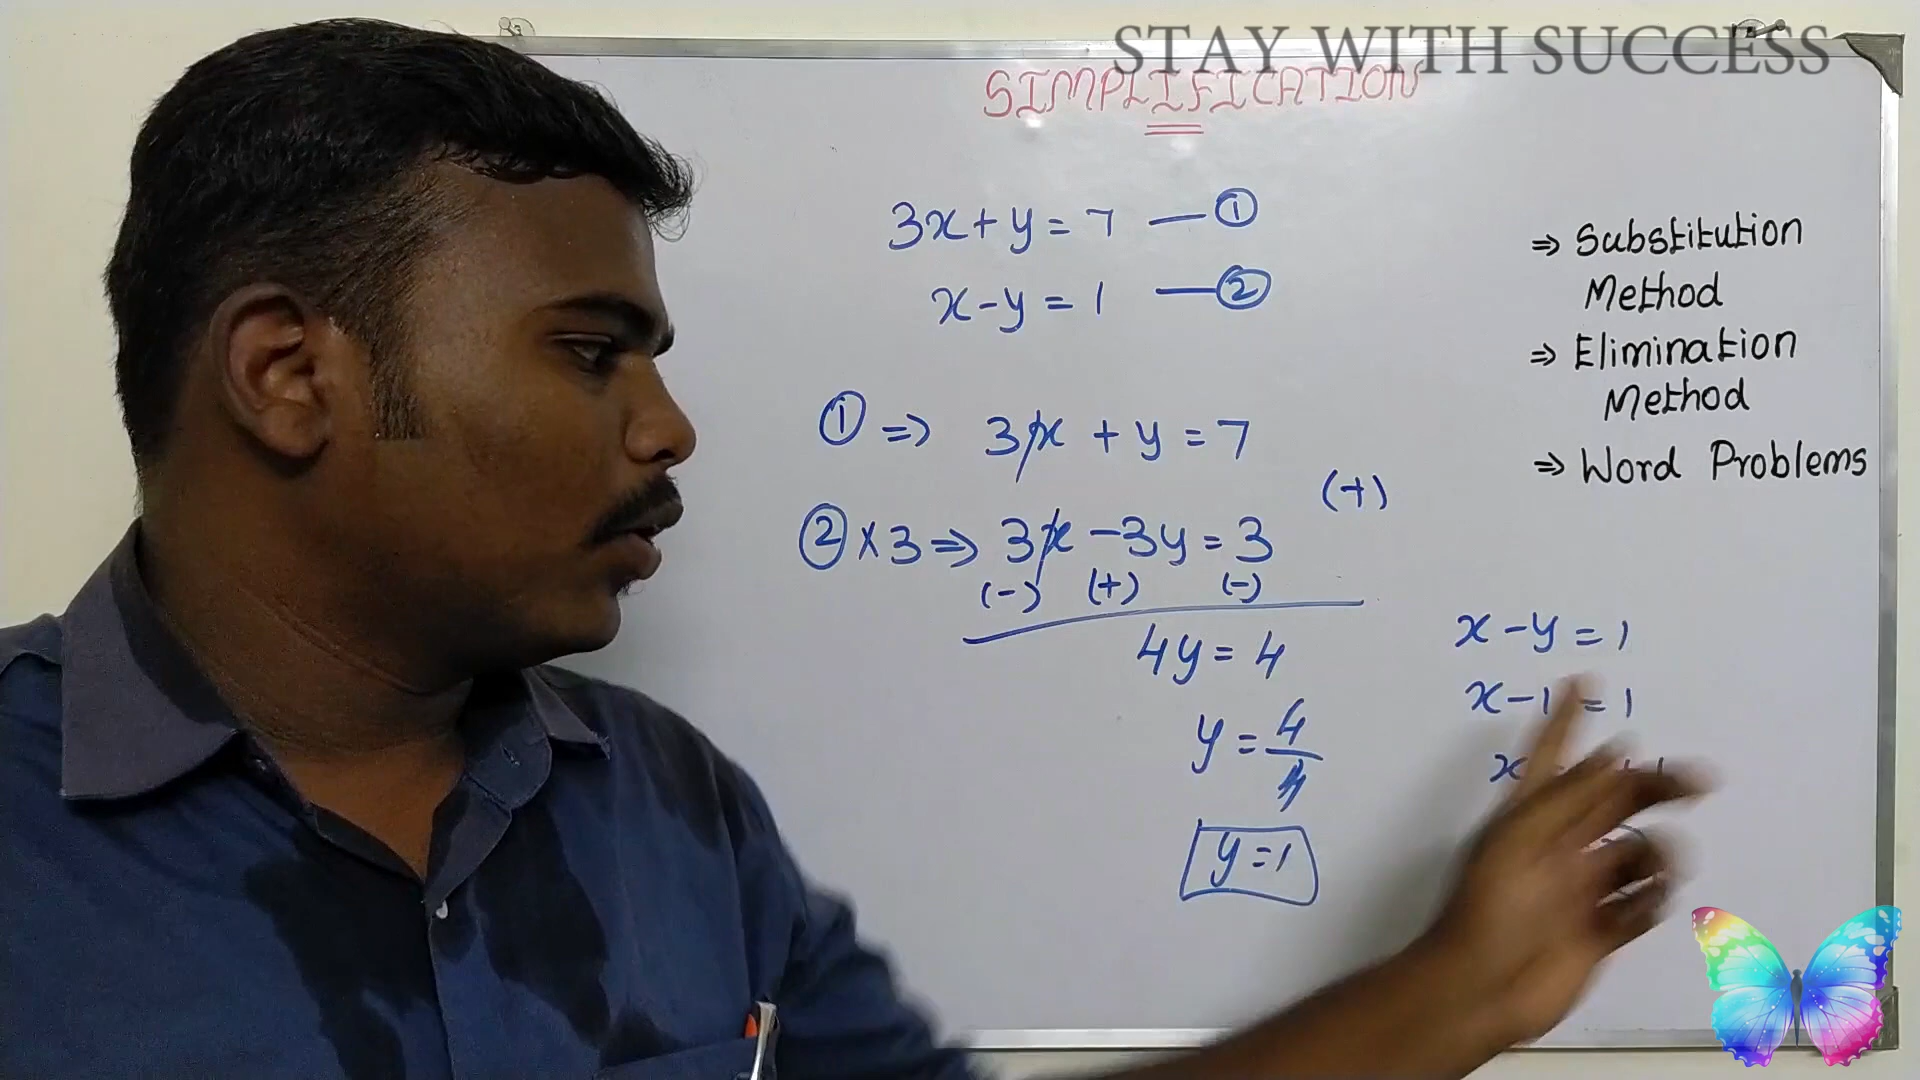 STAY WITH SUCCESS
SIMPLIFICATION
3x + y = 7 — ①
x - y = 1 — ②
① ⇒ 3x + y = 7
(+)
② × 3 ⇒ 3x - 3y = 3
(-) (+) (-)
4y = 4
y = 4/4
y = 1
x - y = 1
x - 1 = 1
x
⇒ Substitution
Method
⇒ Elimination
Method
⇒ Word Problems